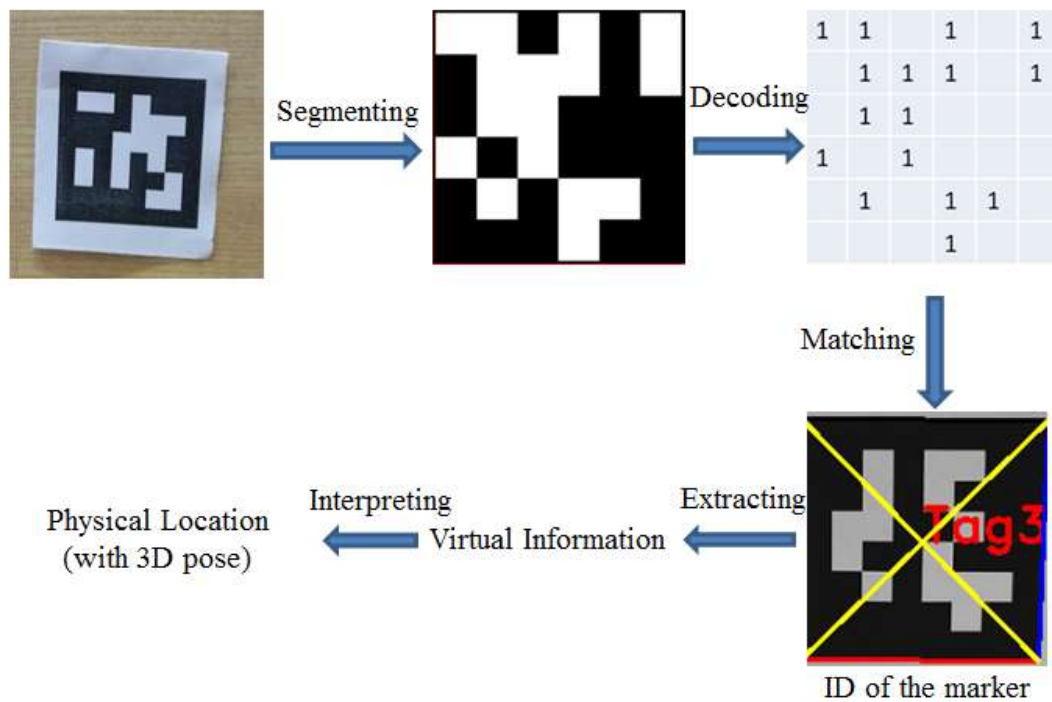 Segmenting
Decoding
1 1 1 1
1 1 1 1
1 1
1 1
1 1 1
1
Matching
Tag3
ID of the marker
Extracting
Virtual Information
Interpreting
Physical Location
(with 3D pose)